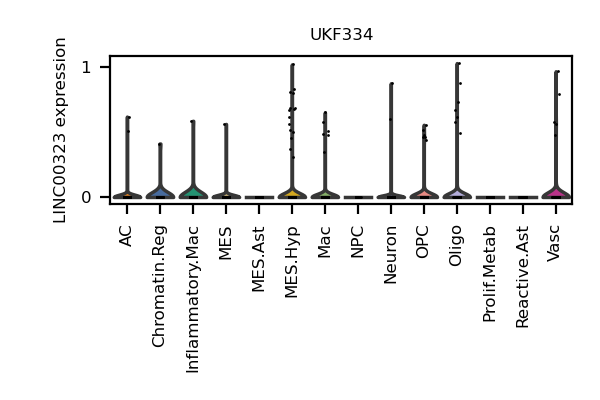 UKF334
LINC00323 expression
1
0
AC
Chromatin.Reg
Inflammatory.Mac
MES
MES.Ast
MES.Hyp
Mac
NPC
Neuron
OPC
Oligo
Prolif.Metab
Reactive.Ast
Vasc